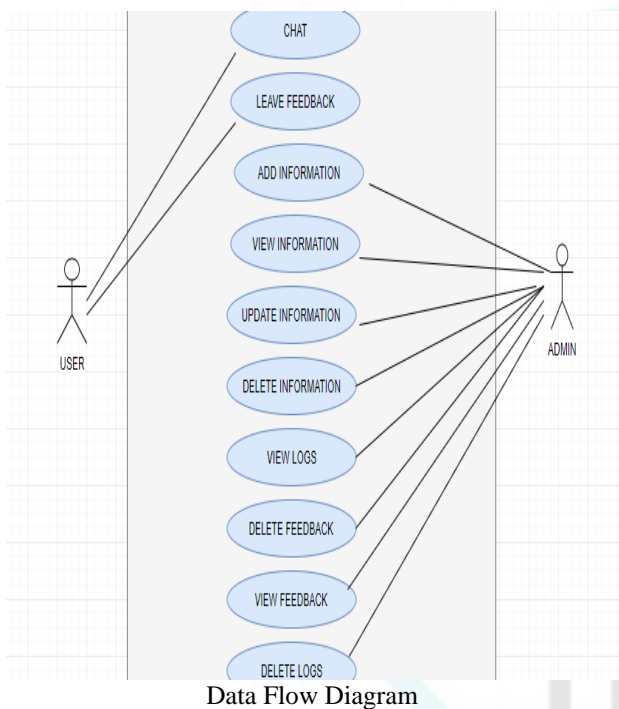 CHAT
LEAVE FEEDBACK
ADD INFORMATION
VIEW INFORMATION
UPDATE INFORMATION
USER
ADMIN
DELETE INFORMATION
VIEW LOGS
DELETE FEEDBACK
VIEW FEEDBACK
DELETE LOGS
Data Flow Diagram